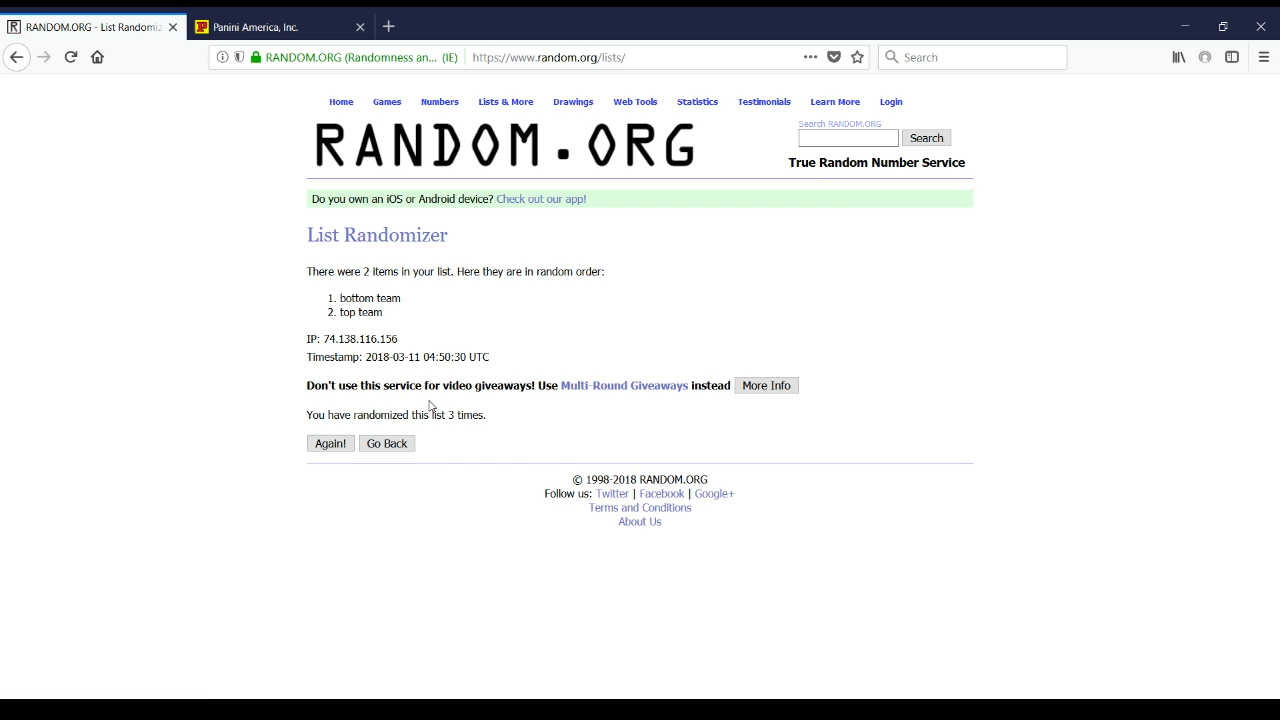 RANDOM.ORG - List Randomiz
Panini America, Inc.
RANDOM.ORG (Randomness an... (IE)
https://www.random.org/lists/
Search
Home Games Numbers Lists & More Drawings Web Tools Statistics Testimonials Learn More Login
RANDOM.ORG
Search RANDOM.ORG
Search
True Random Number Service
Do you own an iOS or Android device? Check out our app!
List Randomizer
There were 2 items in your list. Here they are in random order:
1. bottom team
2. top team
IP: 74.138.116.156
Timestamp: 2018-03-11 04:50:30 UTC
Don't use this service for video giveaways! Use Multi-Round Giveaways instead More Info
You have randomized this list 3 times.
Again! Go Back
© 1998-2018 RANDOM.ORG
Follow us: Twitter | Facebook | Google+
Terms and Conditions
About Us